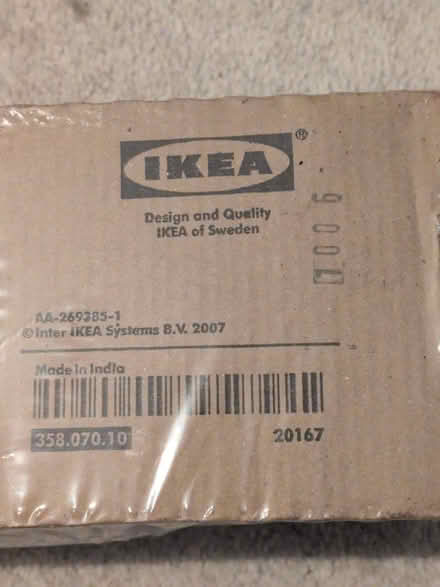 IKEA®
Design and Quality
IKEA of Sweden
AA-269385-1
©Inter IKEA Systems B.V. 2007
Made in India
358.070.10
20167